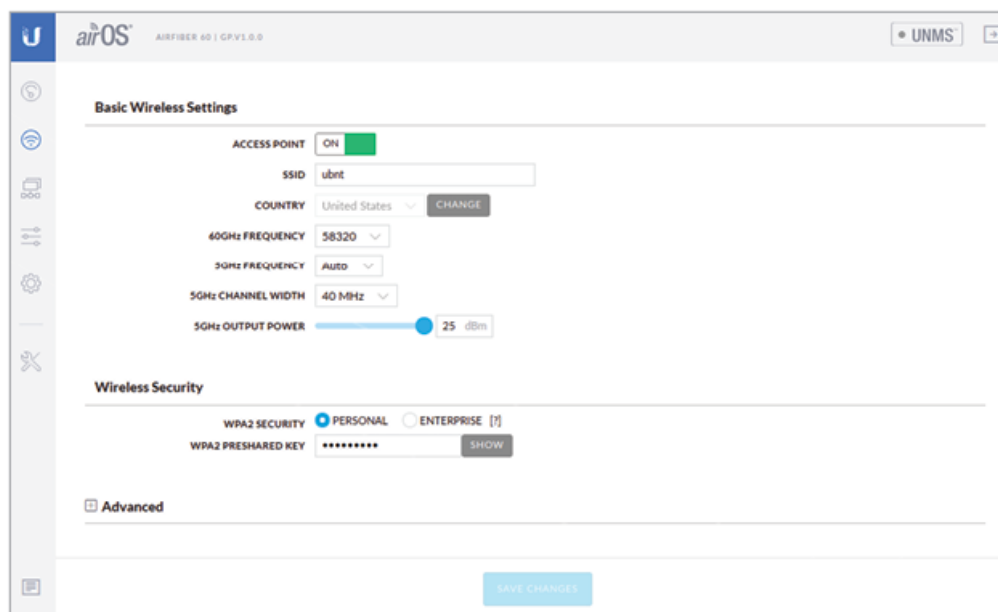 U airOS™ AIRFIBER 60 | GP.V1.0.0 UNMS™
Basic Wireless Settings
ACCESS POINT ON
SSID ubnt
COUNTRY United States CHANGE
60GHz FREQUENCY 58320
5GHz FREQUENCY Auto
5GHz CHANNEL WIDTH 40 MHz
5GHz OUTPUT POWER 25 dBm
Wireless Security
WPA2 SECURITY PERSONAL ENTERPRISE [?]
WPA2 PRESHARED KEY ••••••••• SHOW
Advanced
SAVE CHANGES